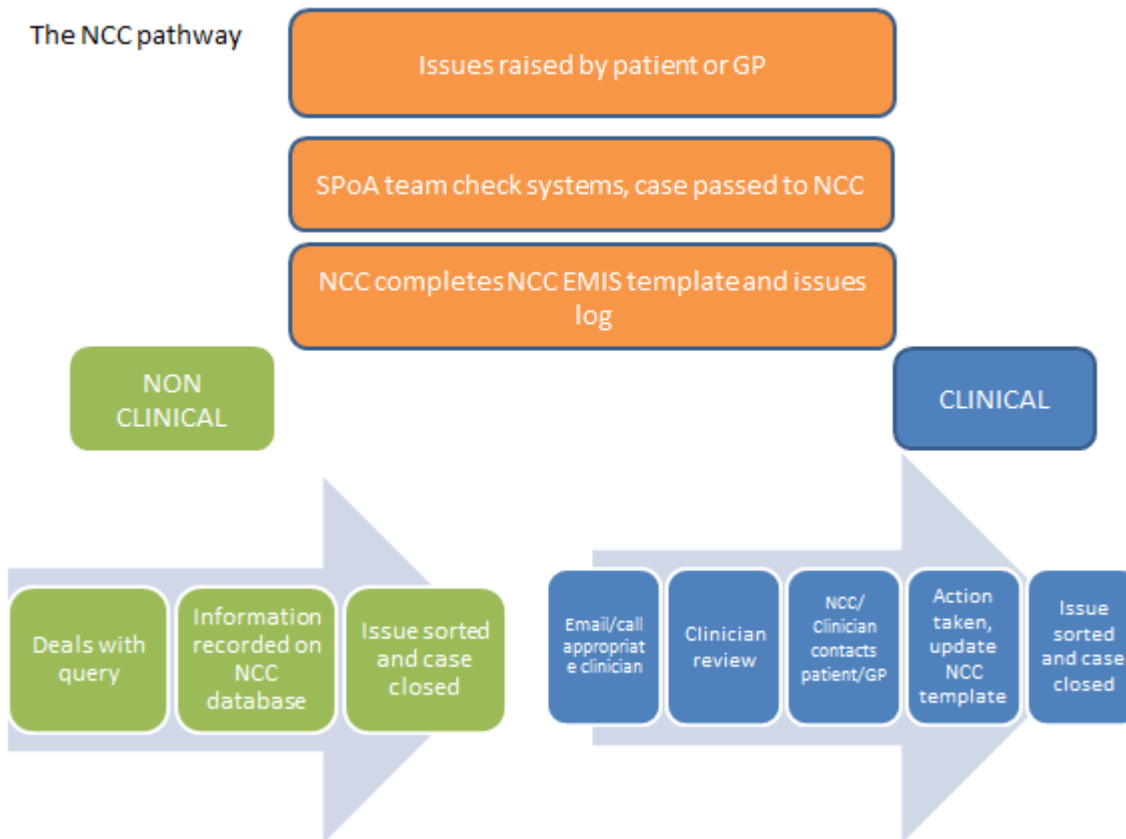 The NCC pathway
Issues raised by patient or GP
SPoA team check systems, case passed to NCC
NCC completes NCC EMIS template and issues
log
NON
CLINICAL
CLINICAL
Deals with
query
Information
recorded on
NCC
database
Issue sorted
and case
closed
Email/call
appropriat
e clinician
Clinician
review
NCC/
Clinician
contacts
patient/GP
Action
taken,
update
NCC
template
Issue
sorted
and case
closed